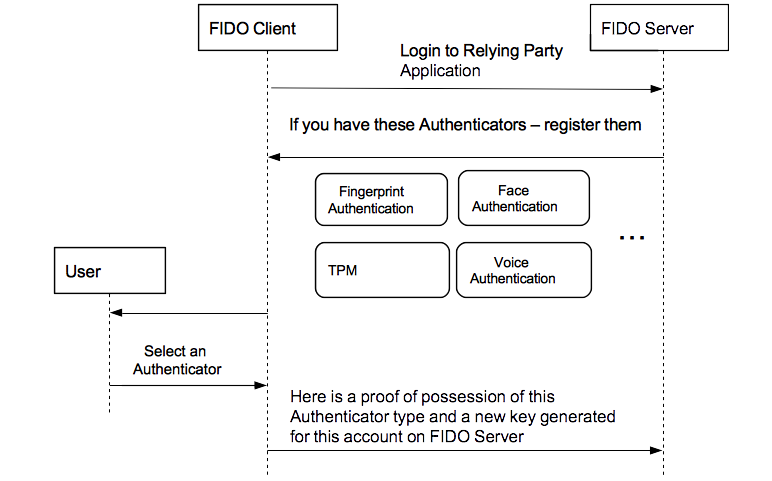 FIDO Client
FIDO Server
Login to Relying Party
Application
If you have these Authenticators – register them
Fingerprint
Authentication
Face
Authentication
...
TPM
Voice
Authentication
User
Select an
Authenticator
Here is a proof of possession of this
Authenticator type and a new key generated
for this account on FIDO Server